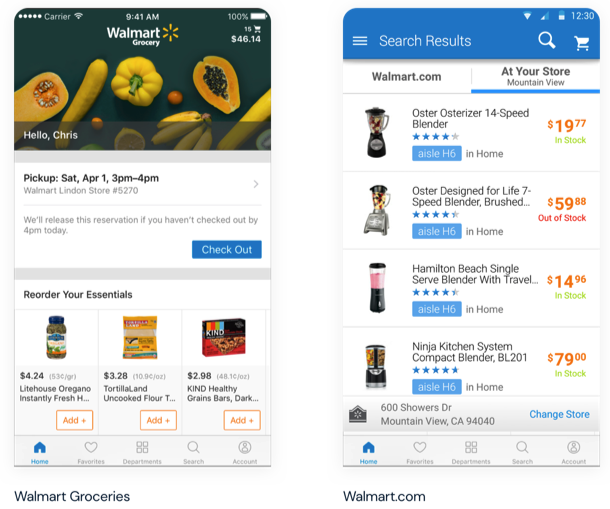 Carrier 9:41 AM 100%
Walmart
Grocery
15
$46.14
Hello, Chris
Pickup: Sat, Apr 1, 3pm–4pm
Walmart Lindon Store #5270
We'll release this reservation if you haven't checked out by
4pm today.
Check Out
Reorder Your Essentials
KIND
$4.24 (53¢/gr)
Litehouse Oregano
Instantly Fresh H...
Add +
$3.28 (10.9¢/oz)
TortillaLand
Uncooked Flour T...
Add +
$2.98 (48.1¢/oz)
KIND Healthy
Grains Bars, Dark...
Add +
Home Favorites Departments Search Account
Walmart Groceries
12:30
Search Results
Walmart.com
At Your Store
Mountain View
Oster Osterizer 14-Speed
Blender
aisle H6 in Home
$19.77
In Stock
Oster Designed for Life 7-
Speed Blender, Brushed...
aisle H6 in Home
$59.88
Out of Stock
Hamilton Beach Single
Serve Blender With Travel...
aisle H6 in Home
$14.96
In Stock
Ninja Kitchen System
Compact Blender, BL201
aisle H6 in Home
$79.00
In Stock
600 Showers Dr
Mountain View, CA 94040
Change Store
Home Favorites Departments Search Account
Walmart.com